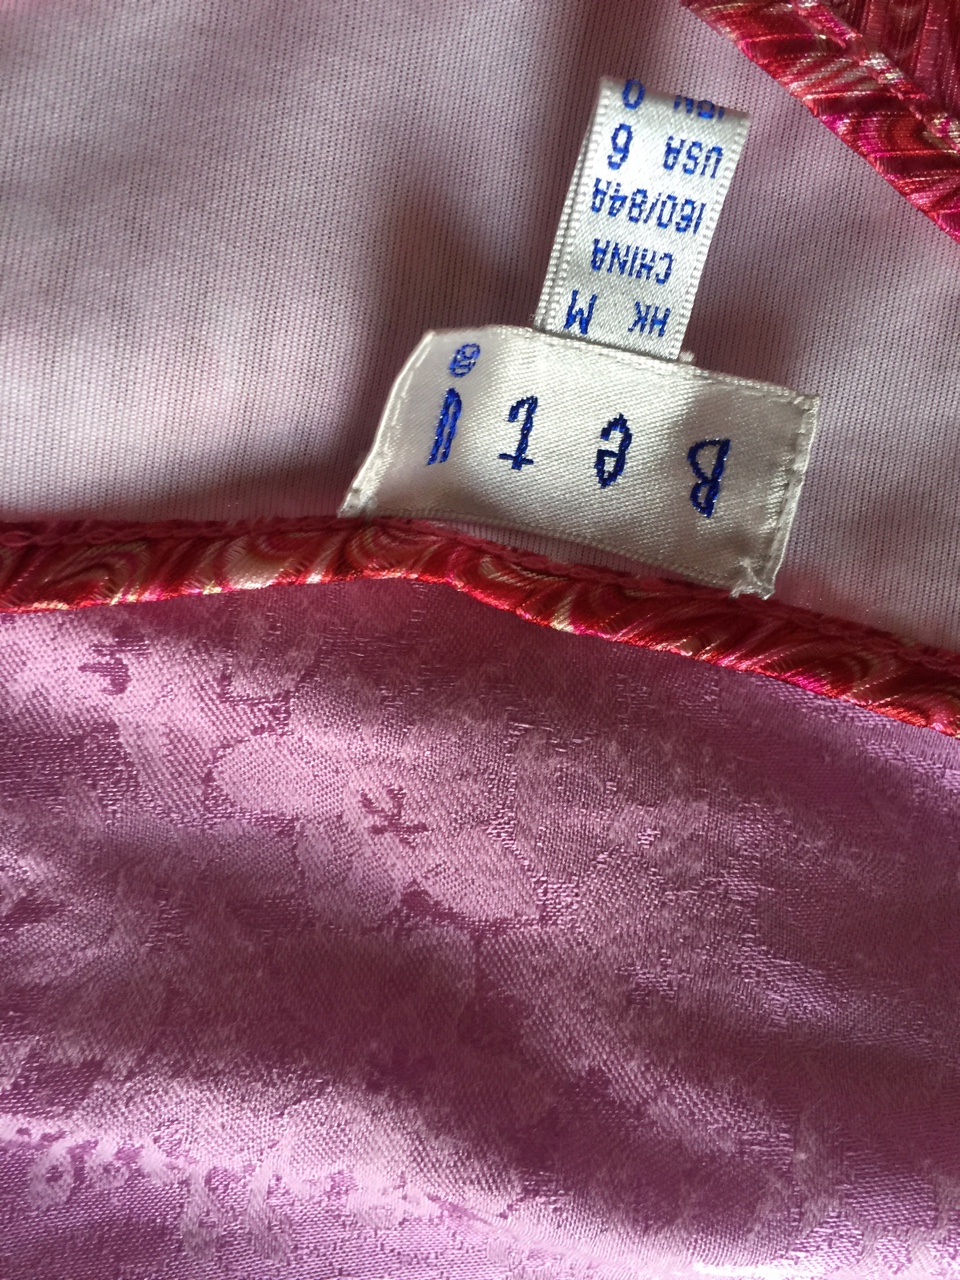 Betu®
HK M
CHINA
160/84A
USA 6